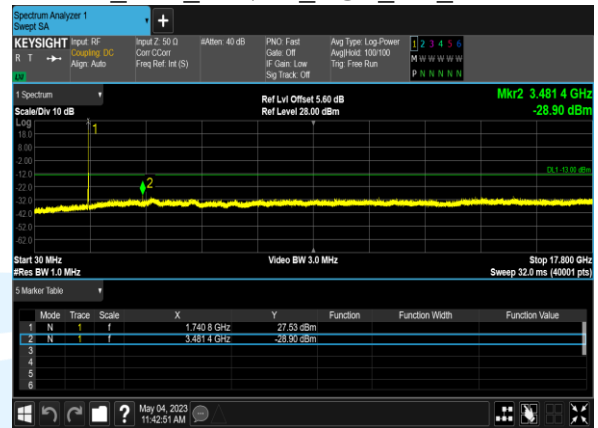 Spectrum Analyzer 1
Swept SA
KEYSIGHT
R T
LV
Input: RF
Coupling: DC
Align: Auto
Input Z: 50 Ω
Corr CCorr
Freq Ref: Int (S)
#Atten: 40 dB
PNO: Fast
Gate: Off
IF Gain: Low
Sig Track: Off
Avg Type: Log-Power
Avg|Hold: 100/100
Trig: Free Run
1 2 3 4 5 6
M W W W W W
P N N N N N
1 Spectrum
Scale/Div 10 dB
Ref Lvl Offset 5.60 dB
Ref Level 28.00 dBm
Mkr2 3.481 4 GHz
-28.90 dBm
Log
18.0
8.00
-2.00
-12.0
-22.0
-32.0
-42.0
-52.0
-62.0
1
2
DL1 -13.00 dBm
Start 30 MHz
#Res BW 1.0 MHz
Video BW 3.0 MHz
Stop 17.800 GHz
Sweep 32.0 ms (40001 pts)
5 Marker Table
Mode Trace Scale X Y Function Function Width Function Value
1 N 1 f 1.740 8 GHz 27.53 dBm
2 N 1 f 3.481 4 GHz -28.90 dBm
3
4
5
6
?
May 04, 2023
11:42:51 AM